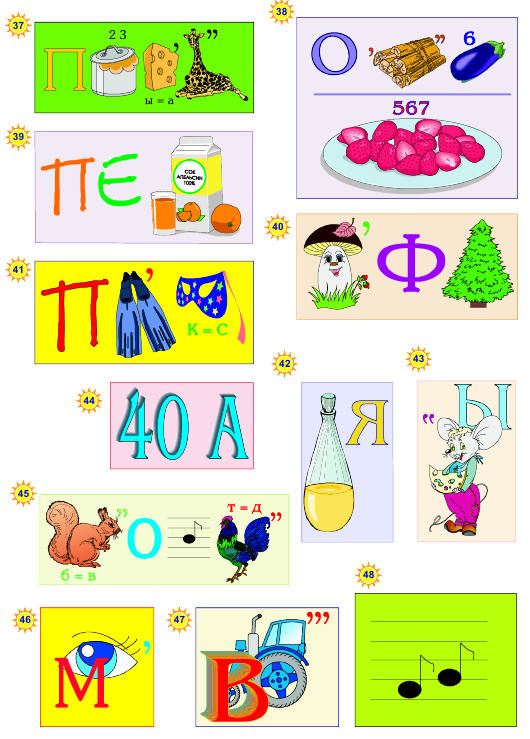 37
2 3
П , ,,
ы = а
38
О , ,, 6
567
39
ПЕ
СОК
АПЕЛЬСИН
100%
40
, Ф
41
П ,
К = С
42
Я
43
,, Ы
44
40 А
45
т = д
,, О ,,
б = в
46
М ,
47
В ,,,
48